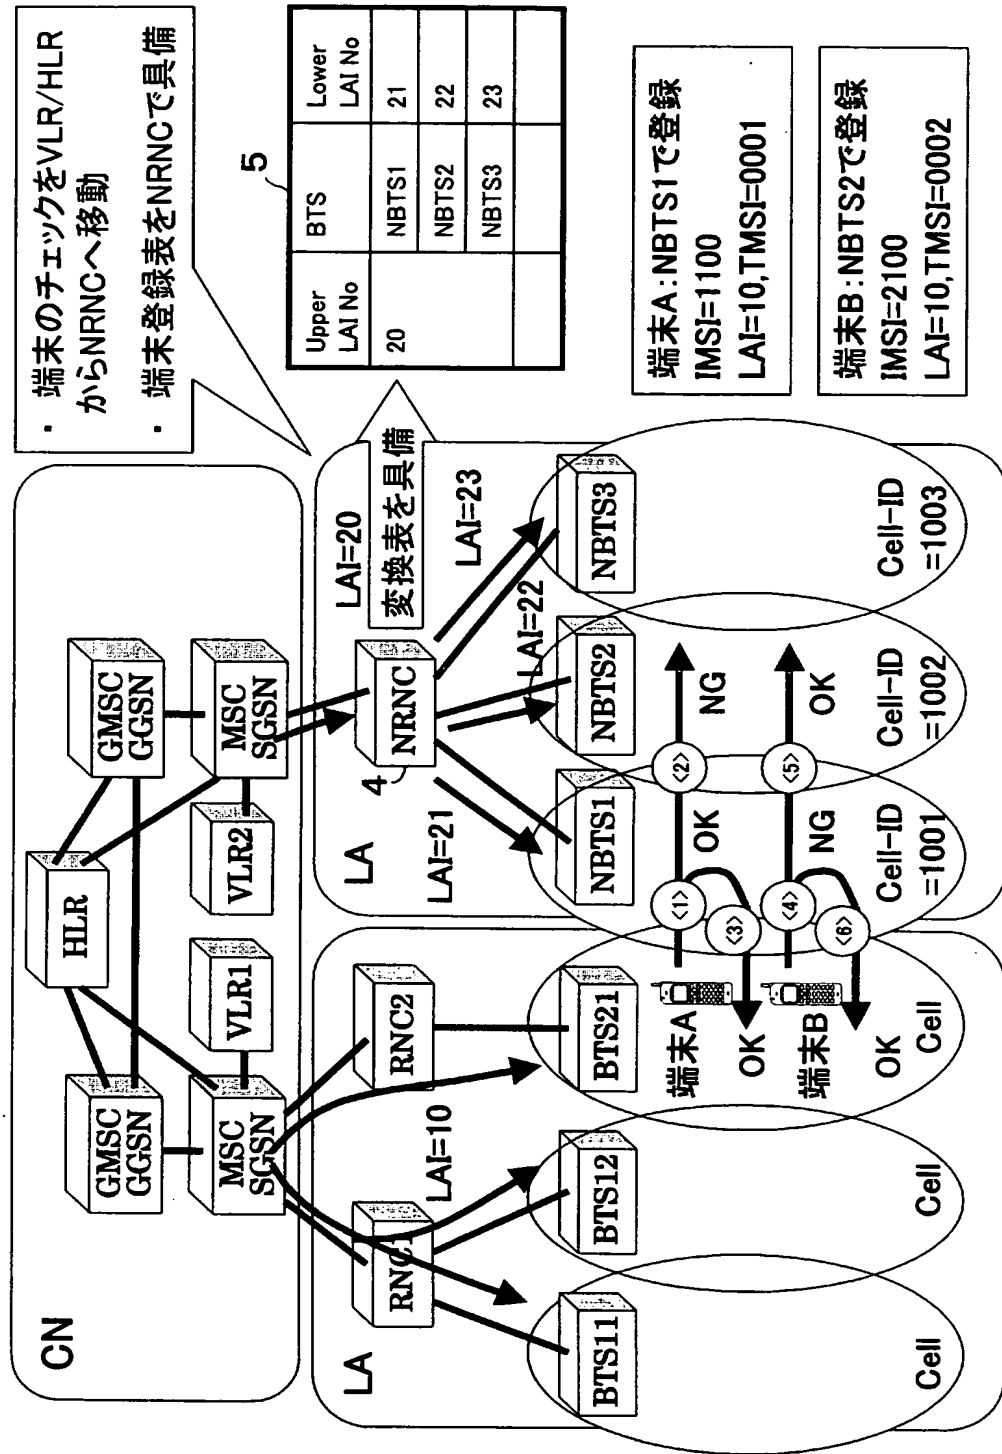 CN
HLR
GMSC
GGSN
GMSC
GGSN
MSC
SGSN
VLR1
VLR2
MSC
SGSN
・ 端末のチェックをVLR/HLR
からNRNCへ移動
・ 端末登録表をNRNCで具備
LA
RNC1
LAI=10
RNC2
BTS11
BTS12
BTS21
Cell
Cell
Cell
LA
4
NRNC
LAI=20
変換表を具備
LAI=21
LAI=22
LAI=23
NBTS1
NBTS2
NBTS3
端末A
<1>
OK
<2>
NG
<3>
OK
端末B
<4>
NG
<5>
OK
<6>
OK
Cell-ID
=1001
Cell-ID
=1002
Cell-ID
=1003
5
Upper
LAI No
BTS
Lower
LAI No
20
NBTS1
21
NBTS2
22
NBTS3
23
端末A:NBTS1で登録
IMSI=1100
LAI=10,TMSI=0001
端末B:NBTS2で登録
IMSI=2100
LAI=10,TMSI=0002